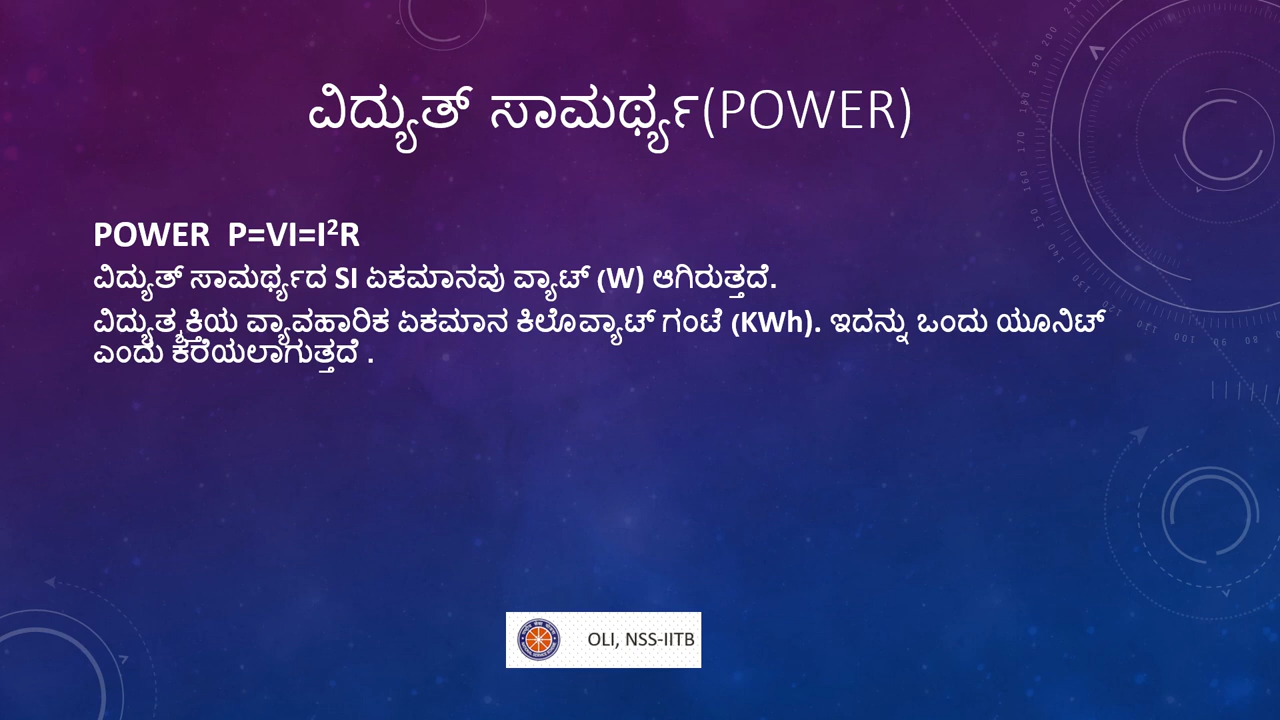 ವಿದ್ಯುತ್ ಸಾಮರ್ಥ್ಯ(POWER)
POWER P=VI=I²R
ವಿದ್ಯುತ್ ಸಾಮರ್ಥ್ಯದ SI ಏಕಮಾನವು ವ್ಯಾಟ್ (W) ಆಗಿರುತ್ತದೆ.
ವ್ಯಾವಹಾರಿಕ ಏಕಮಾನ ಕಿಲೊವ್ಯಾಟ್ ಗಂಟೆ (KWh). ಇದನ್ನು ಒಂದು ಯೂನಿಟ್
ಎಂದು ಕರೆಯಲಾಗುತ್ತದೆ .
OLI, NSS-IITB